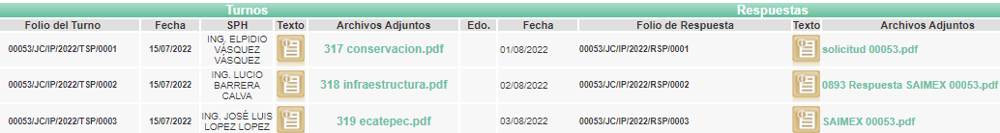 Turnos Respuestas
Folio del Turno Fecha SPH Texto Archivos Adjuntos Edo. Fecha Folio de Respuesta Texto Archivos Adjuntos
00053/JC/IP/2022/TSP/0001 15/07/2022 ING. ELPIDIO VÁSQUEZ VÁSQUEZ 317 conservacion.pdf 01/08/2022 00053/JC/IP/2022/RSP/0001 solicitud 00053.pdf
00053/JC/IP/2022/TSP/0002 15/07/2022 ING. LUCIO BARRERA CALVA 318 infraestructura.pdf 02/08/2022 00053/JC/IP/2022/RSP/0002 0893 Respuesta SAIMEX 00053.pdf
00053/JC/IP/2022/TSP/0003 15/07/2022 ING. JOSÉ LUIS LOPEZ LOPEZ 319 ecatepec.pdf 03/08/2022 00053/JC/IP/2022/RSP/0003 SAIMEX 00053.pdf